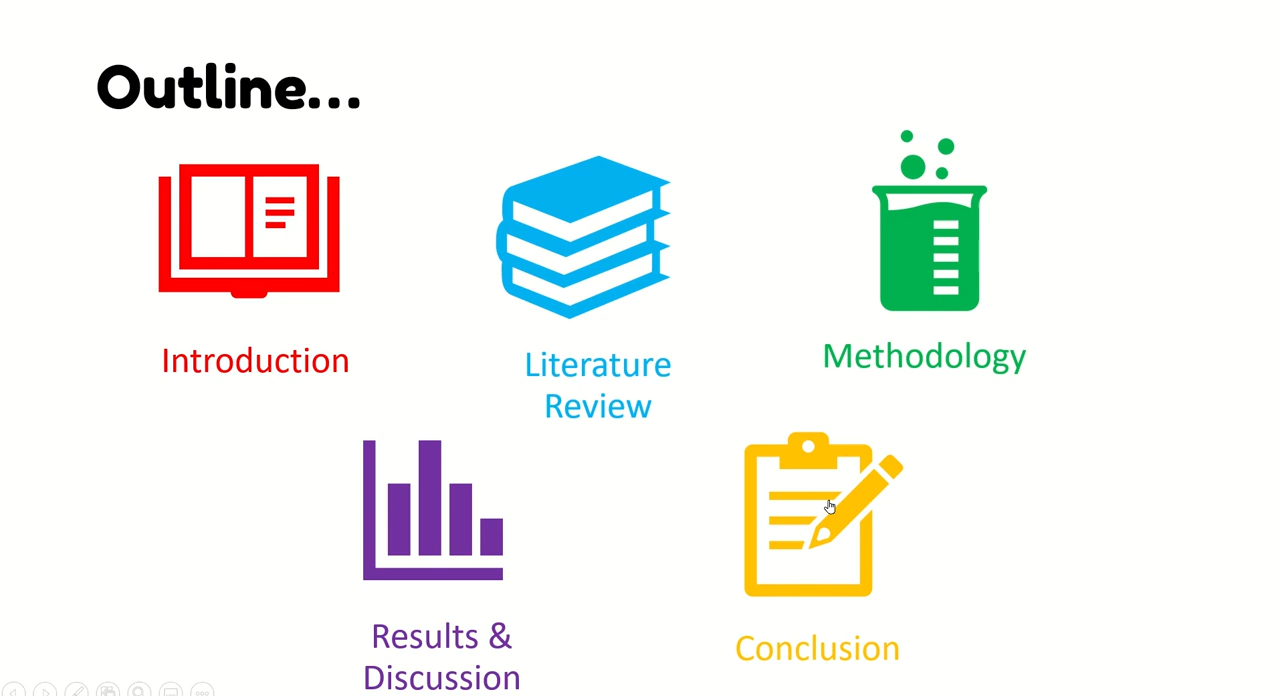 Outline...
Introduction
Literature
Review
Methodology
Results &
Discussion
Conclusion